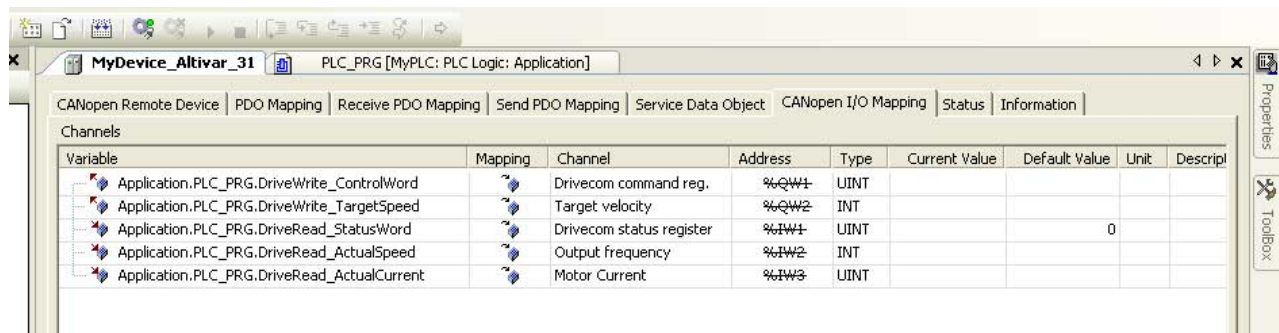 MyDevice_Altivar_31 PLC_PRG [MyPLC: PLC Logic: Application]
CANopen Remote Device PDO Mapping Receive PDO Mapping Send PDO Mapping Service Data Object CANopen I/O Mapping Status Information
Channels
Variable Mapping Channel Address Type Current Value Default Value Unit Descript
Application.PLC_PRG.DriveWrite_ControlWord Drivecom command reg. %QW1 UINT
Application.PLC_PRG.DriveWrite_TargetSpeed Target velocity %QW2 INT
Application.PLC_PRG.DriveRead_StatusWord Drivecom status register %IW1 UINT 0
Application.PLC_PRG.DriveRead_ActualSpeed Output frequency %IW2 INT
Application.PLC_PRG.DriveRead_ActualCurrent Motor Current %IW3 UINT
Properties
ToolBox